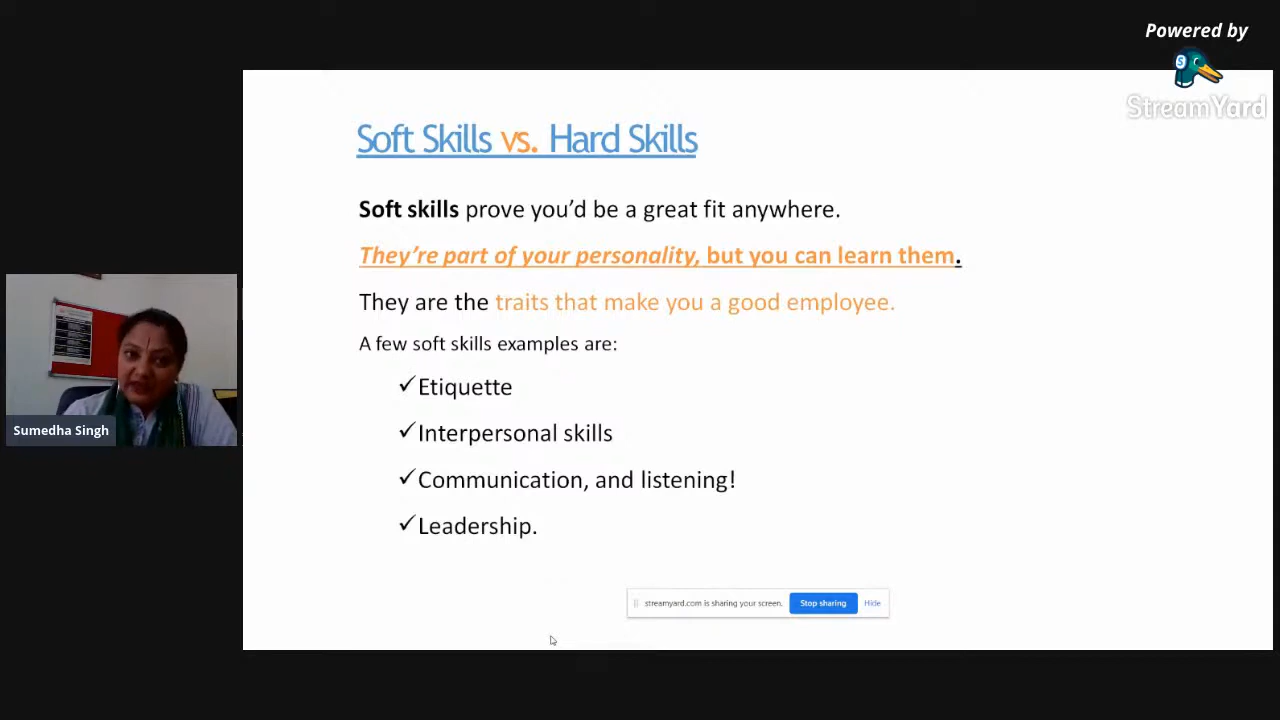 Powered by
StreamYard
Soft Skills vs. Hard Skills
Soft skills prove you’d be a great fit anywhere.
They’re part of your personality, but you can learn them.
They are the traits that make you a good employee.
A few soft skills examples are:
✓Etiquette
✓Interpersonal skills
✓Communication, and listening!
✓Leadership.
Sumedha Singh
streamyard.com is sharing your screen. Stop sharing Hide